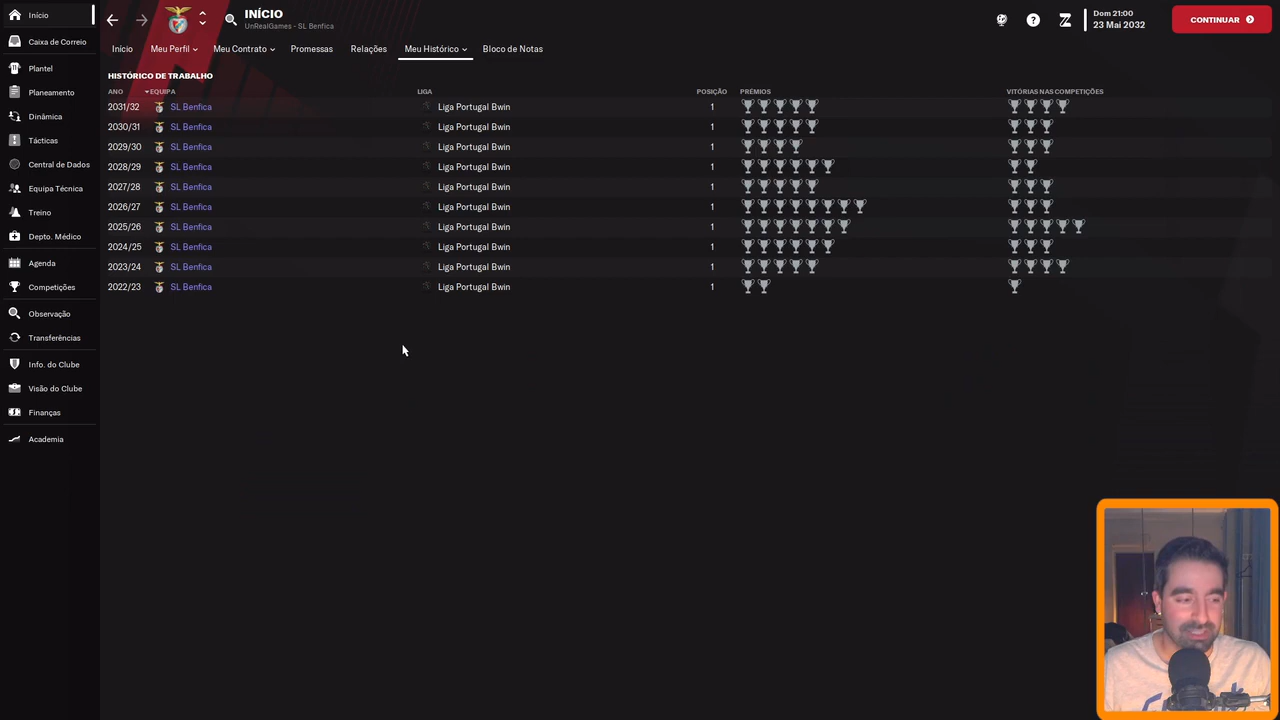 Início
Caixa de Correio
Plantel
Planeamento
Dinâmica
Tácticas
Central de Dados
Equipa Técnica
Treino
Depto. Médico
Agenda
Competições
Observação
Transferências
Info. do Clube
Visão do Clube
Finanças
Academia
INÍCIO
UnRealGames - SL Benfica
Dom 21:00
23 Mai 2032
CONTINUAR
Início Meu Perfil Meu Contrato Promessas Relações Meu Histórico Bloco de Notas
HISTÓRICO DE TRABALHO
ANO EQUIPA LIGA POSIÇÃO PRÉMIOS VITÓRIAS NAS COMPETIÇÕES
2031/32 SL Benfica Liga Portugal Bwin 1
2030/31 SL Benfica Liga Portugal Bwin 1
2029/30 SL Benfica Liga Portugal Bwin 1
2028/29 SL Benfica Liga Portugal Bwin 1
2027/28 SL Benfica Liga Portugal Bwin 1
2026/27 SL Benfica Liga Portugal Bwin 1
2025/26 SL Benfica Liga Portugal Bwin 1
2024/25 SL Benfica Liga Portugal Bwin 1
2023/24 SL Benfica Liga Portugal Bwin 1
2022/23 SL Benfica Liga Portugal Bwin 1